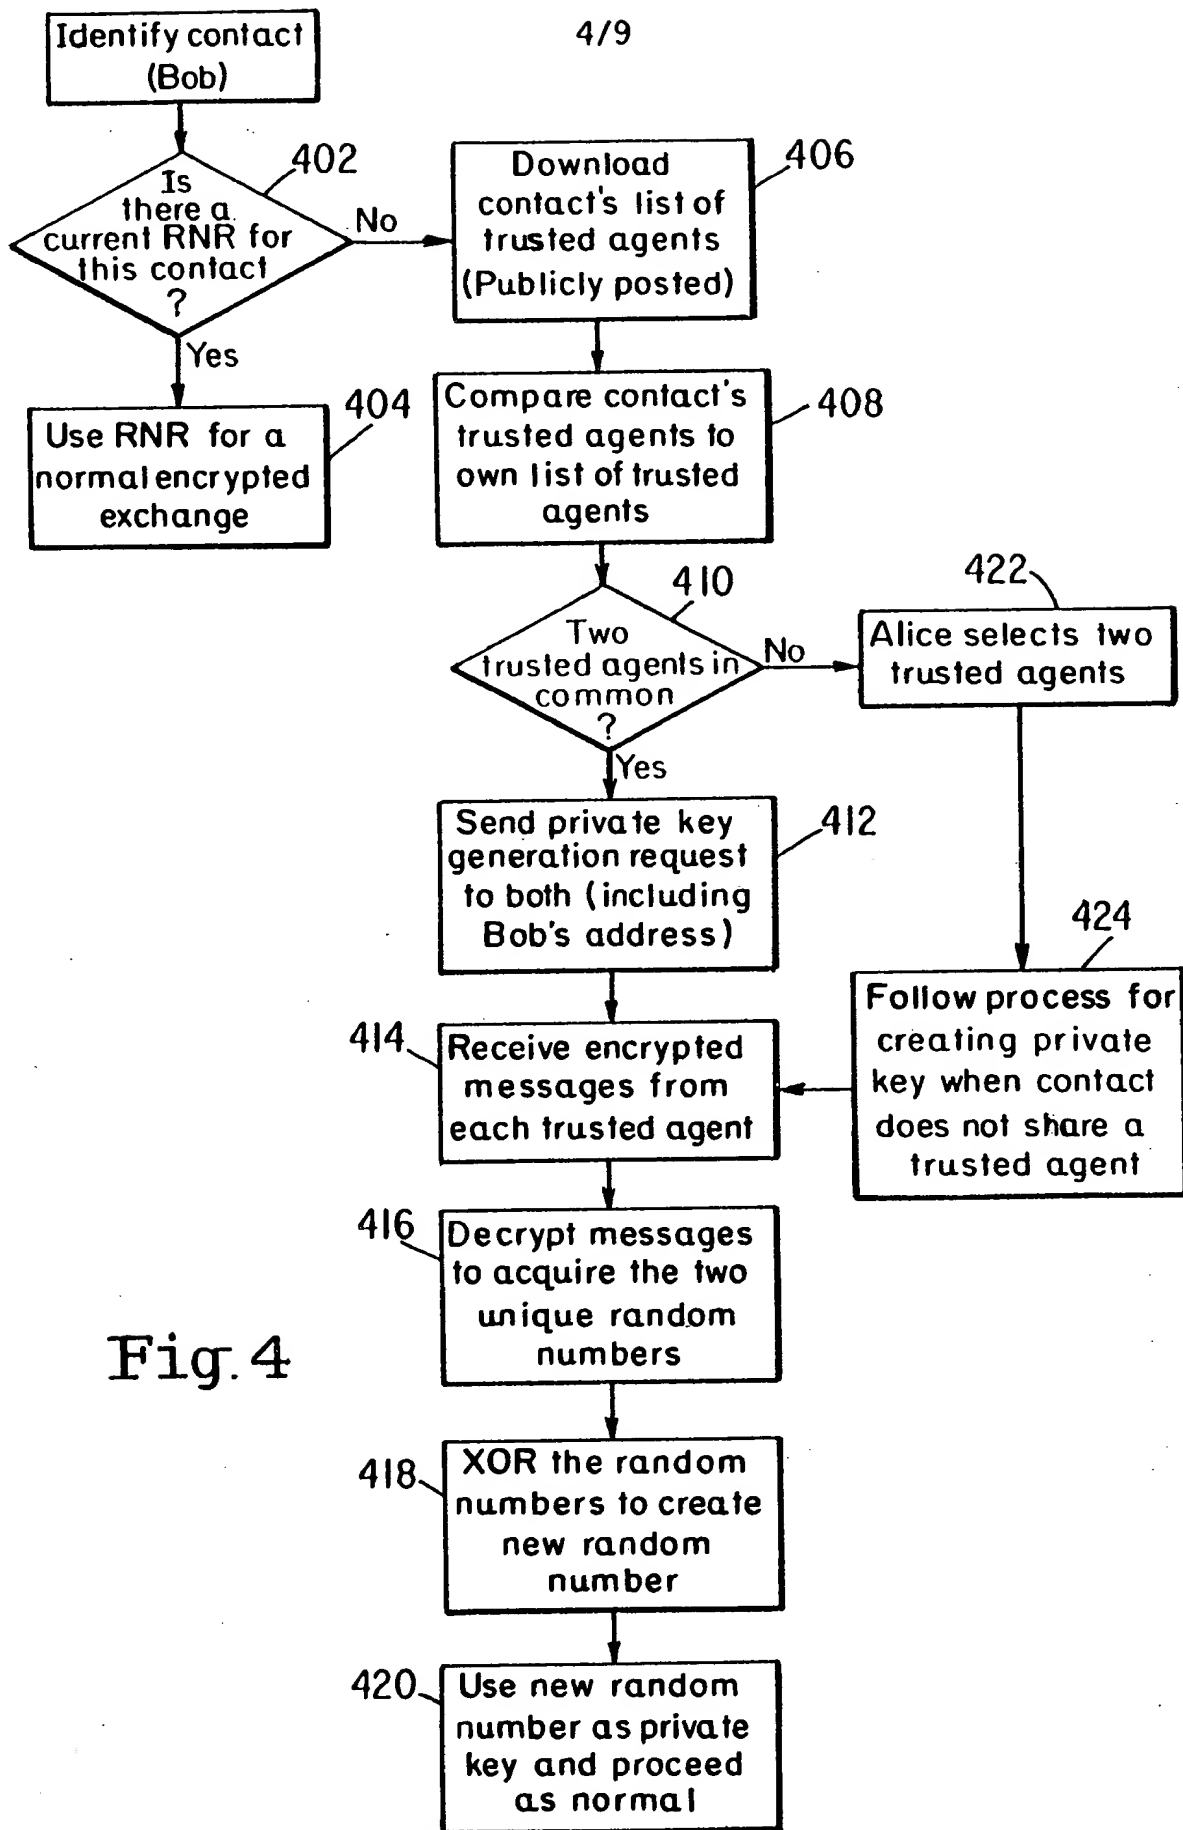 4/9
Identify contact
(Bob)
402
Is
there a
current RNR for
this contact
?
No
Yes
404
Use RNR for a
normal encrypted
exchange
406
Download
contact's list of
trusted agents
(Publicly posted)
408
Compare contact's
trusted agents to
own list of trusted
agents
410
Two
trusted agents in
common
?
No
Yes
422
Alice selects two
trusted agents
412
Send private key
generation request
to both (including
Bob's address)
424
Follow process for
creating private
key when contact
does not share a
trusted agent
414
Receive encrypted
messages from
each trusted agent
416
Decrypt messages
to acquire the two
unique random
numbers
418
XOR the random
numbers to create
new random
number
420
Use new random
number as private
key and proceed
as normal
Fig. 4